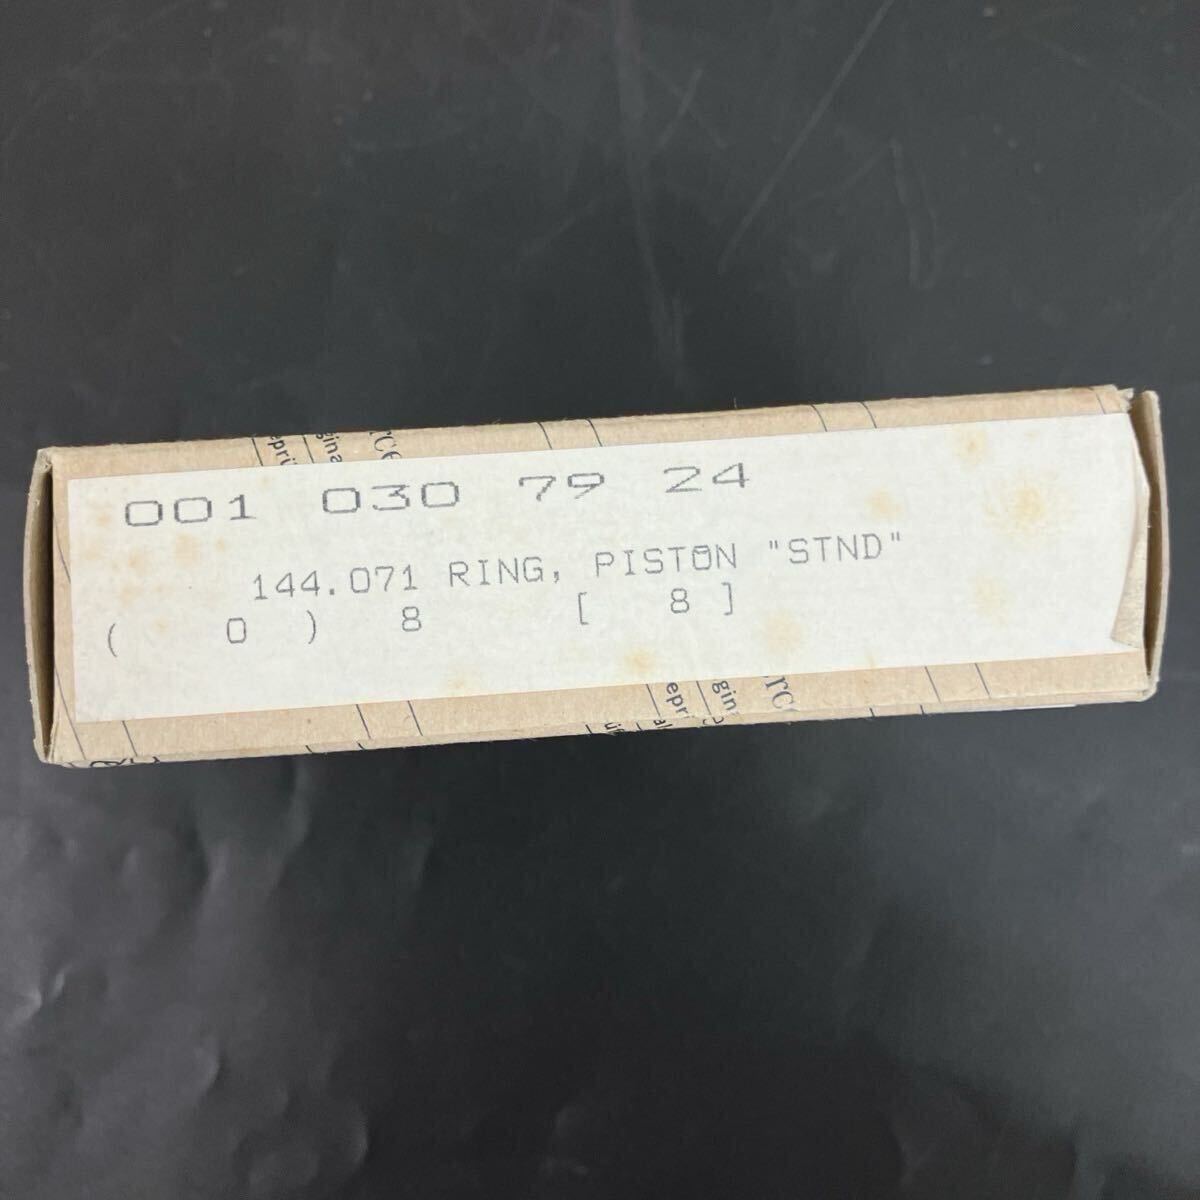 001 030 79 24
144.071 RING, PISTON "STND"
( 0 ) 8 [ 8 ]